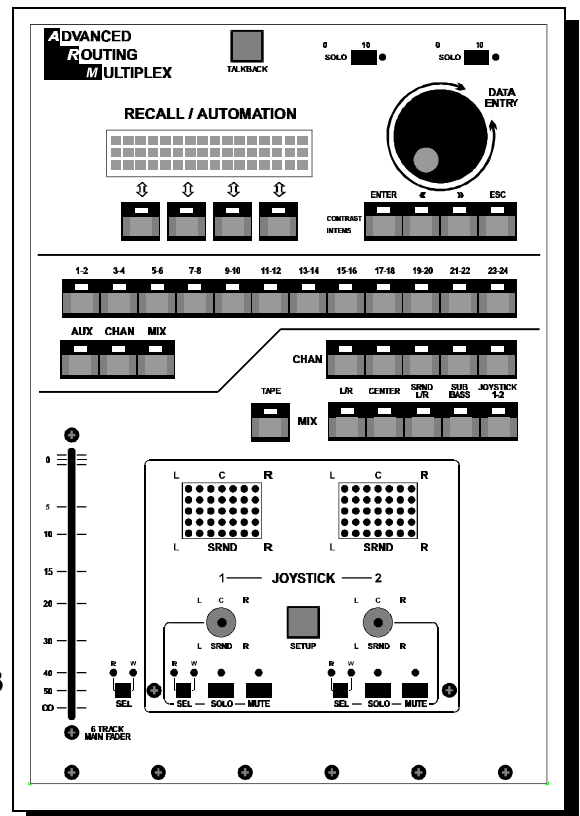 ADVANCED
ROUTING
MULTIPLEX
TALKBACK
0 10
SOLO
0 10
SOLO
DATA
ENTRY
RECALL / AUTOMATION
ENTER « » ESC
CONTRAST
INTENS
1-2 3-4 5-6 7-8 9-10 11-12 13-14 15-16 17-18 19-20 21-22 23-24
AUX CHAN MIX
CHAN
TAPE
MIX
L/R CENTER SRND L/R SUB BASS JOYSTICK 1-2
0
5
10
15
20
30
40
50
∞
L C R
L SRND R
L C R
L SRND R
1 JOYSTICK 2
L C R
L SRND R
SETUP
L C R
L SRND R
R W
SEL
R W
SEL SOLO MUTE
R W
SEL SOLO MUTE
6 TRACK
MAIN FADER